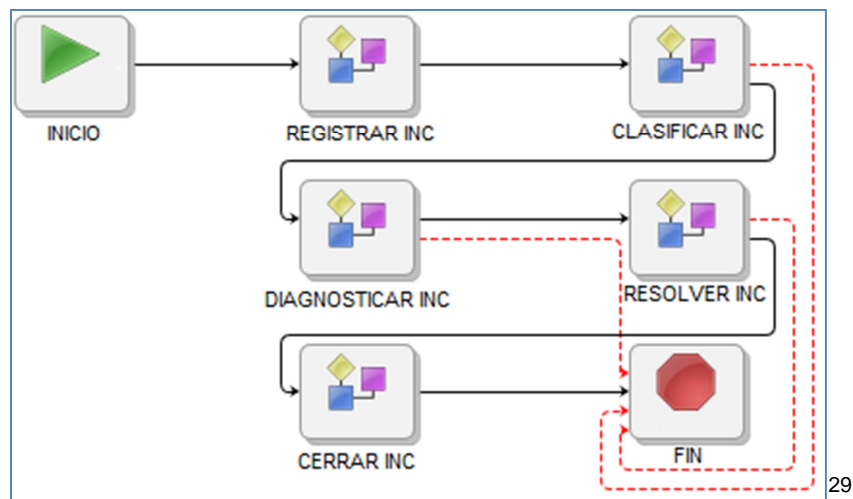 INICIO
REGISTRAR INC
CLASIFICAR INC
DIAGNOSTICAR INC
RESOLVER INC
CERRAR INC
FIN
29